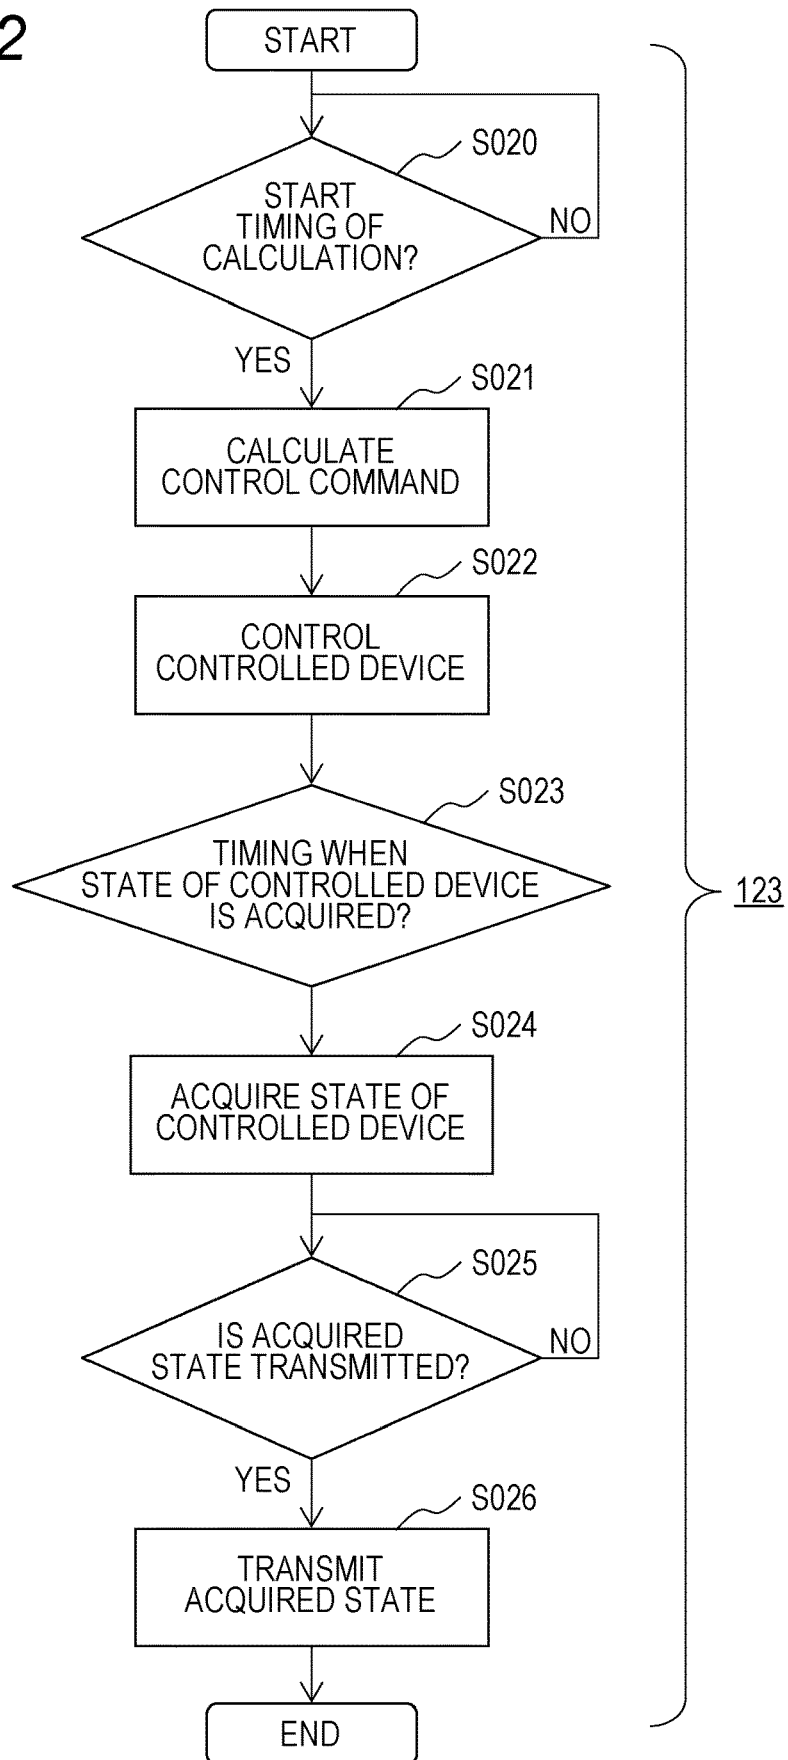 2
START
S020
START
TIMING OF
CALCULATION?
NO
YES
S021
CALCULATE
CONTROL COMMAND
S022
CONTROL
CONTROLLED DEVICE
S023
TIMING WHEN
STATE OF CONTROLLED DEVICE
IS ACQUIRED?
123
S024
ACQUIRE STATE OF
CONTROLLED DEVICE
S025
IS ACQUIRED
STATE TRANSMITTED?
NO
YES
S026
TRANSMIT
ACQUIRED STATE
END